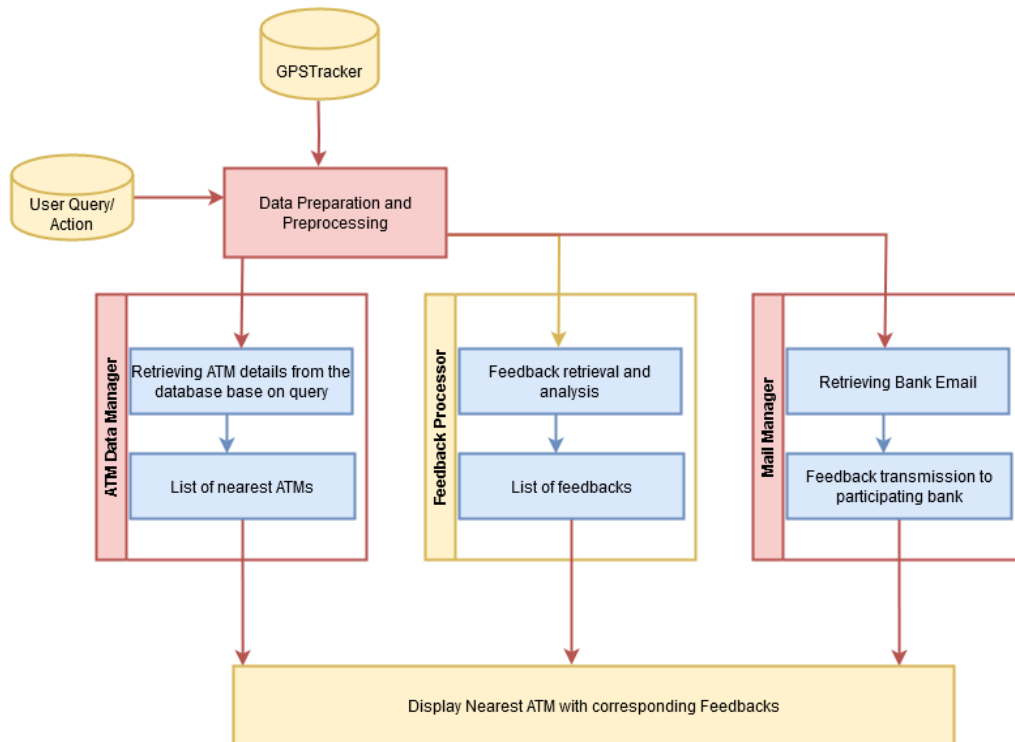 GPSTracker
User Query/
Action
Data Preparation and
Preprocessing
ATM Data Manager
Retrieving ATM details from the
database base on query
List of nearest ATMs
Feedback Processor
Feedback retrieval and
analysis
List of feedbacks
Mail Manager
Retrieving Bank Email
Feedback transmission to
participating bank
Display Nearest ATM with corresponding Feedbacks